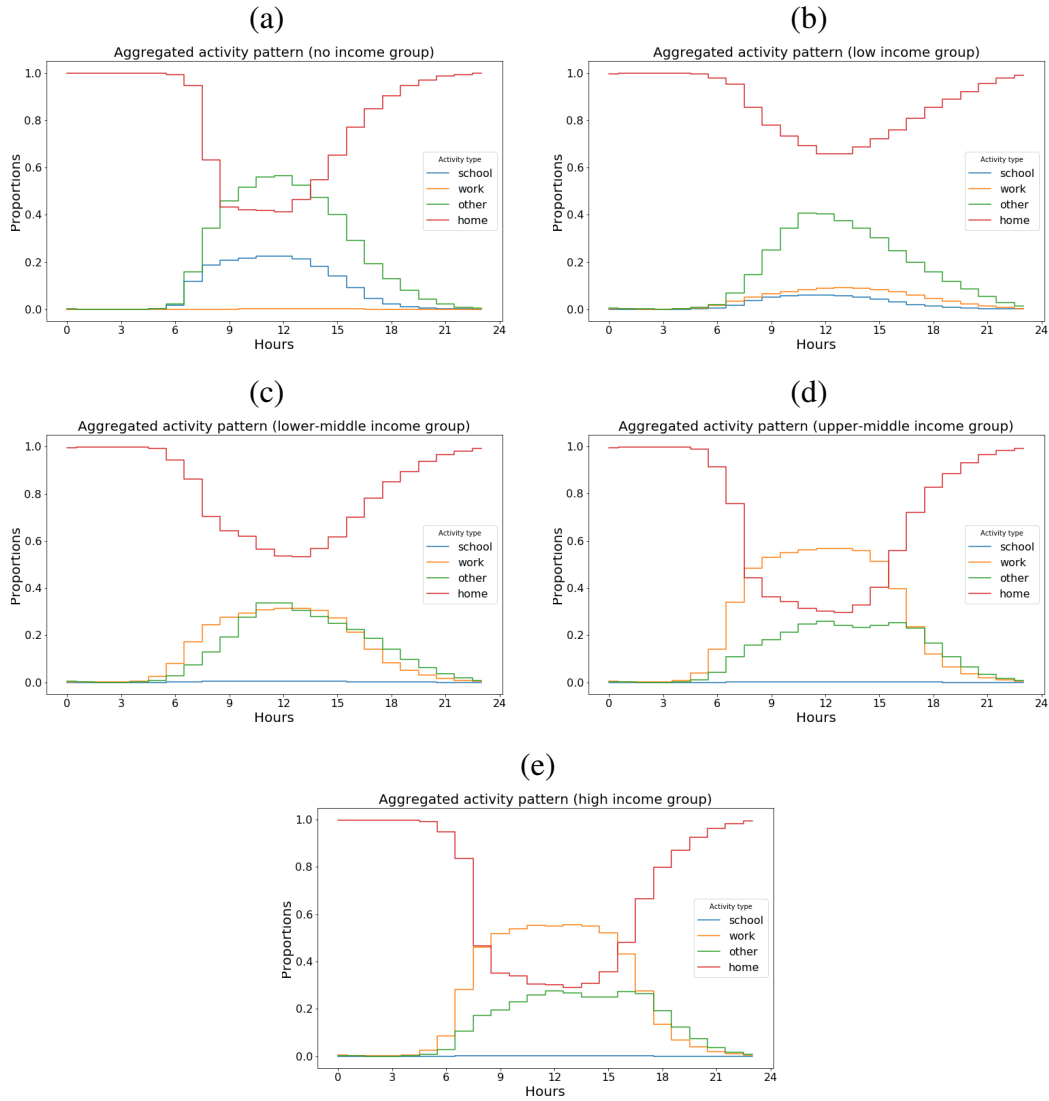 (a)
Aggregated activity pattern (no income group)
1.0
0.8
0.6
0.4
0.2
0.0
Proportions
Activity type
school
work
other
home
0 3 6 9 12 15 18 21 24
Hours
(b)
Aggregated activity pattern (low income group)
1.0
0.8
0.6
0.4
0.2
0.0
Proportions
Activity type
school
work
other
home
0 3 6 9 12 15 18 21 24
Hours
(c)
Aggregated activity pattern (lower-middle income group)
1.0
0.8
0.6
0.4
0.2
0.0
Proportions
Activity type
school
work
other
home
0 3 6 9 12 15 18 21 24
Hours
(d)
Aggregated activity pattern (upper-middle income group)
1.0
0.8
0.6
0.4
0.2
0.0
Proportions
Activity type
school
work
other
home
0 3 6 9 12 15 18 21 24
Hours
(e)
Aggregated activity pattern (high income group)
1.0
0.8
0.6
0.4
0.2
0.0
Proportions
Activity type
school
work
other
home
0 3 6 9 12 15 18 21 24
Hours